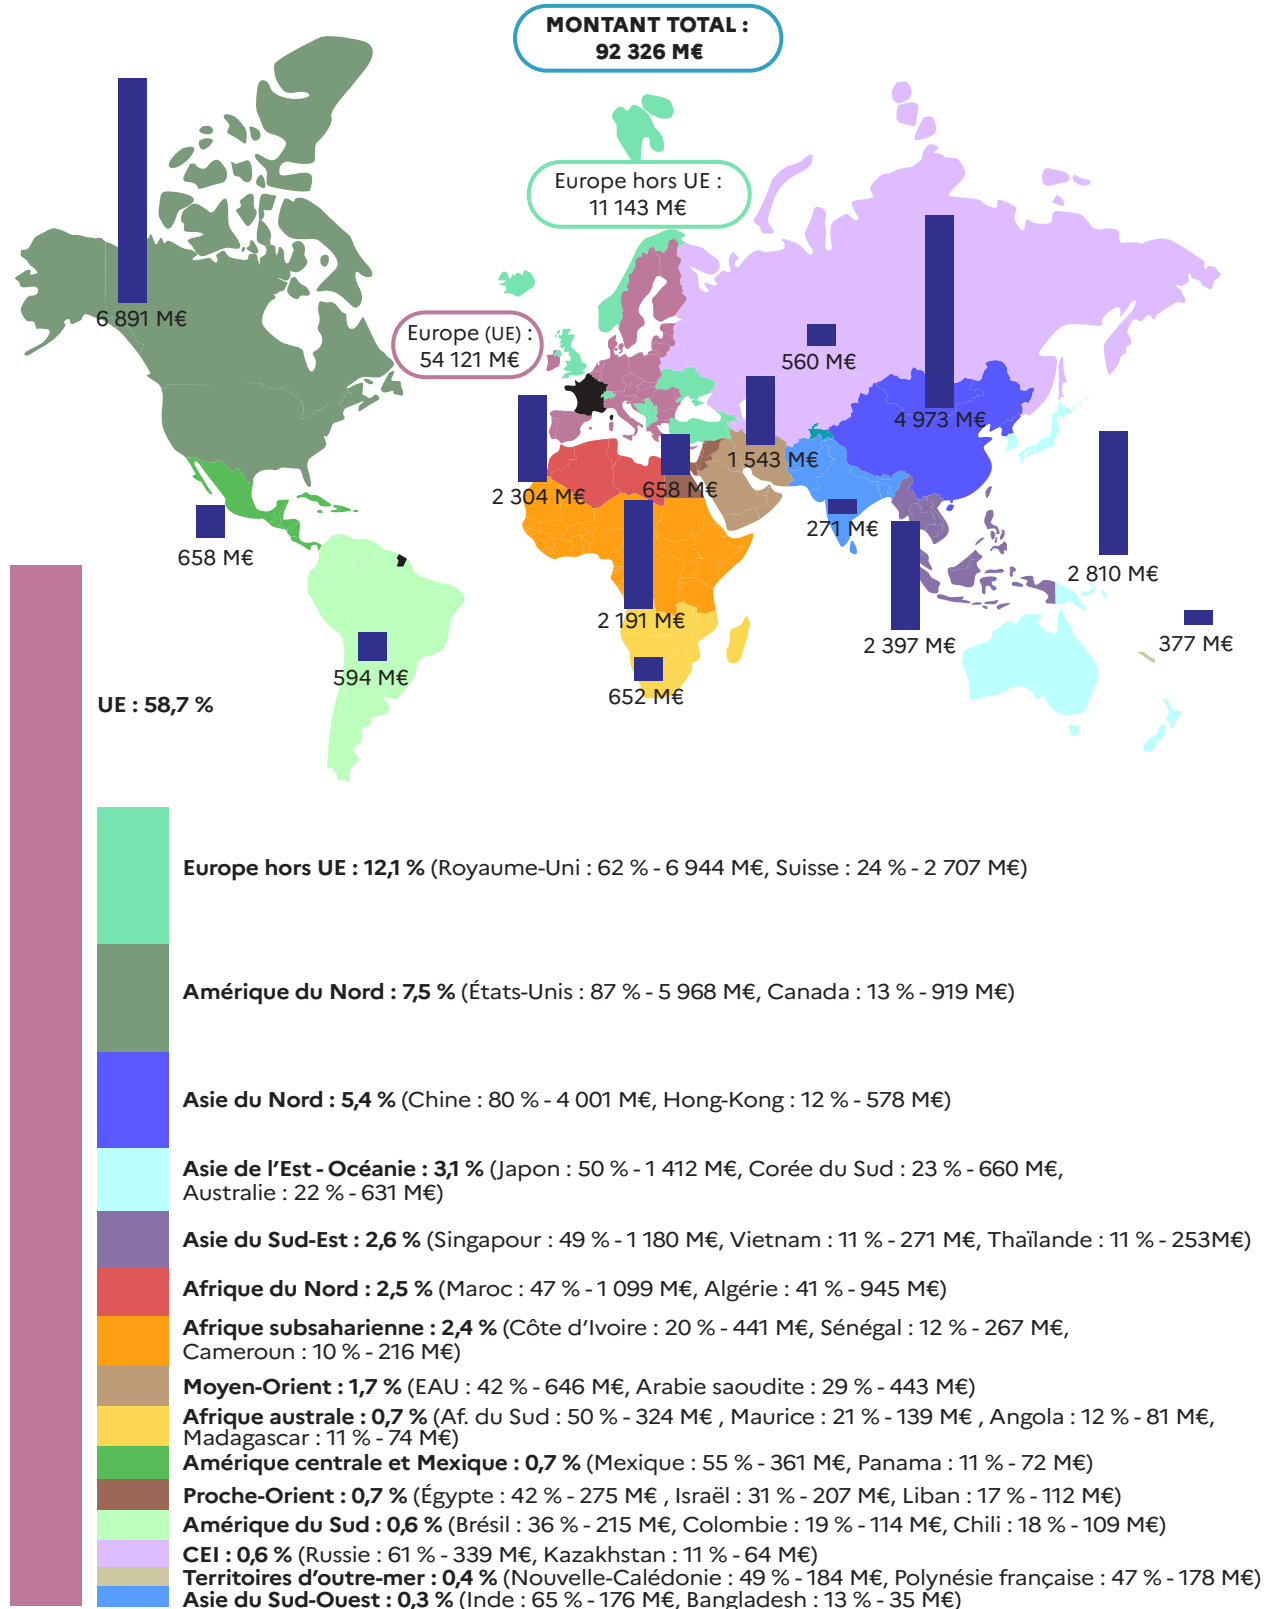 MONTANT TOTAL :
92 326 M€
Europe hors UE :
11 143 M€
6 891 M€
Europe (UE) :
54 121 M€
560 M€
4 973 M€
1 543 M€
2 304 M€
658 M€
271 M€
658 M€
2 810 M€
2 191 M€
2 397 M€
377 M€
594 M€
652 M€
UE : 58,7 %
Europe hors UE : 12,1 % (Royaume-Uni : 62 % - 6 944 M€, Suisse : 24 % - 2 707 M€)
Amérique du Nord : 7,5 % (États-Unis : 87 % - 5 968 M€, Canada : 13 % - 919 M€)
Asie du Nord : 5,4 % (Chine : 80 % - 4 001 M€, Hong-Kong : 12 % - 578 M€)
Asie de l’Est - Océanie : 3,1 % (Japon : 50 % - 1 412 M€, Corée du Sud : 23 % - 660 M€,
Australie : 22 % - 631 M€)
Asie du Sud-Est : 2,6 % (Singapour : 49 % - 1 180 M€, Vietnam : 11 % - 271 M€, Thaïlande : 11 % - 253M€)
Afrique du Nord : 2,5 % (Maroc : 47 % - 1 099 M€, Algérie : 41 % - 945 M€)
Afrique subsaharienne : 2,4 % (Côte d’Ivoire : 20 % - 441 M€, Sénégal : 12 % - 267 M€,
Cameroun : 10 % - 216 M€)
Moyen-Orient : 1,7 % (EAU : 42 % - 646 M€, Arabie saoudite : 29 % - 443 M€)
Afrique australe : 0,7 % (Af. du Sud : 50 % - 324 M€ , Maurice : 21 % - 139 M€ , Angola : 12 % - 81 M€,
Madagascar : 11 % - 74 M€)
Amérique centrale et Mexique : 0,7 % (Mexique : 55 % - 361 M€, Panama : 11 % - 72 M€)
Proche-Orient : 0,7 % (Égypte : 42 % - 275 M€ , Israël : 31 % - 207 M€, Liban : 17 % - 112 M€)
Amérique du Sud : 0,6 % (Brésil : 36 % - 215 M€, Colombie : 19 % - 114 M€, Chili : 18 % - 109 M€)
CEI : 0,6 % (Russie : 61 % - 339 M€, Kazakhstan : 11 % - 64 M€)
Territoires d’outre-mer : 0,4 % (Nouvelle-Calédonie : 49 % - 184 M€, Polynésie française : 47 % - 178 M€)
Asie du Sud-Ouest : 0,3 % (Inde : 65 % - 176 M€, Bangladesh : 13 % - 35 M€)